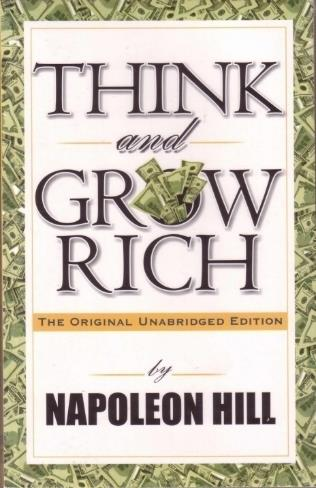 THINK
and
GROW
RICH
THE ORIGINAL UNABRIDGED EDITION
by
NAPOLEON HILL